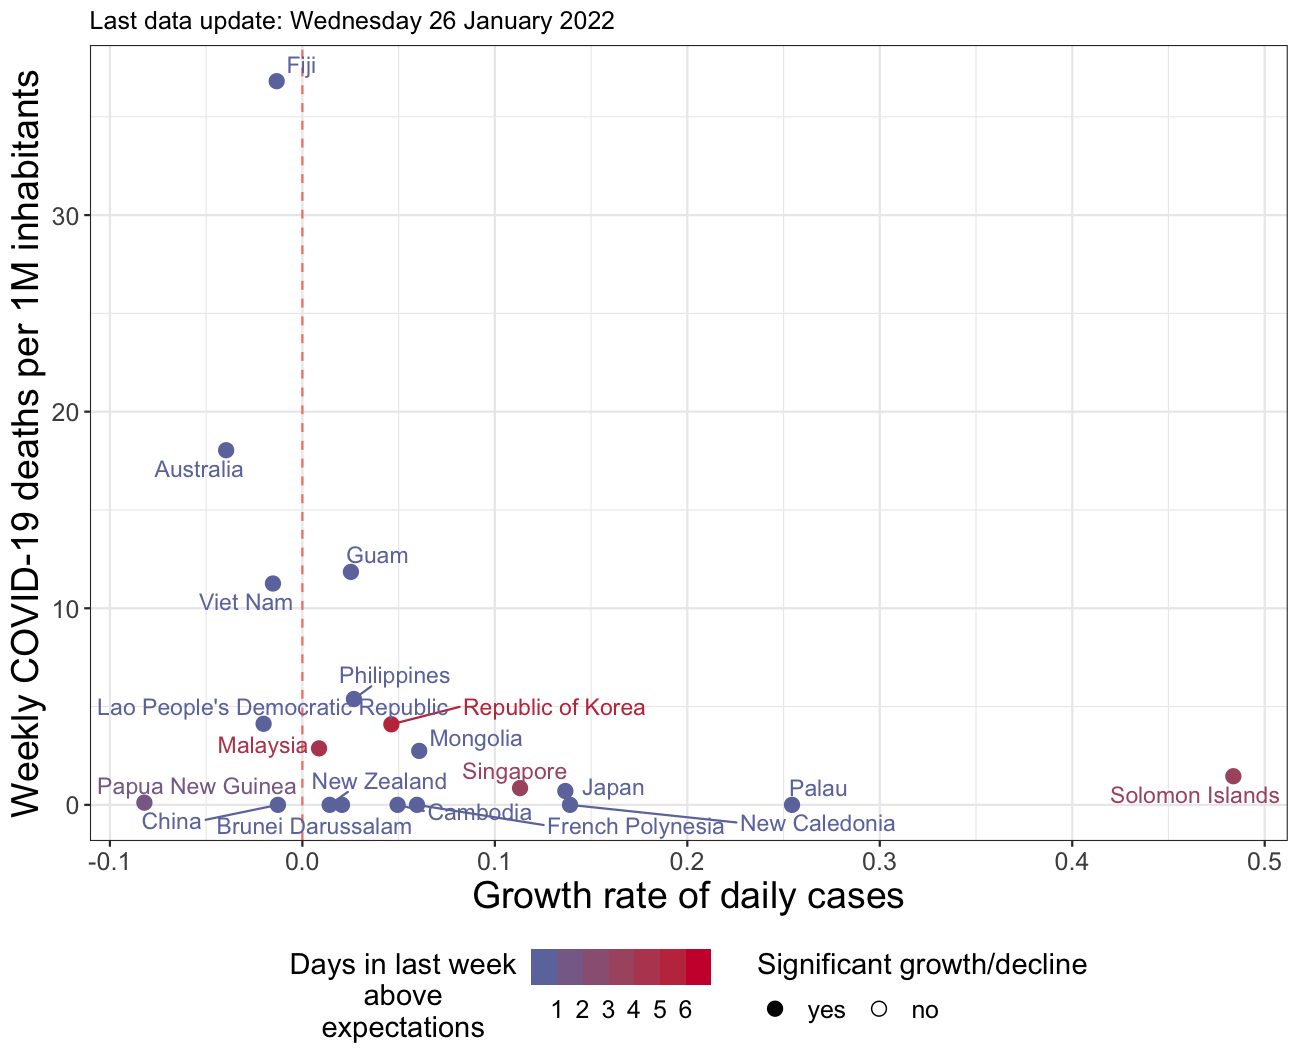 Last data update: Wednesday 26 January 2022
Weekly COVID-19 deaths per 1M inhabitants
30
20
10
0
Fiji
Australia
Guam
Viet Nam
Philippines
Lao People's Democratic Republic
Republic of Korea
Mongolia
Malaysia
Singapore
Papua New Guinea
New Zealand
Japan
Palau
Solomon Islands
China
Brunei Darussalam
Cambodia
French Polynesia
New Caledonia
-0.1 0.0 0.1 0.2 0.3 0.4 0.5
Growth rate of daily cases
Days in last week
above
expectations
1 2 3 4 5 6
Significant growth/decline
yes no